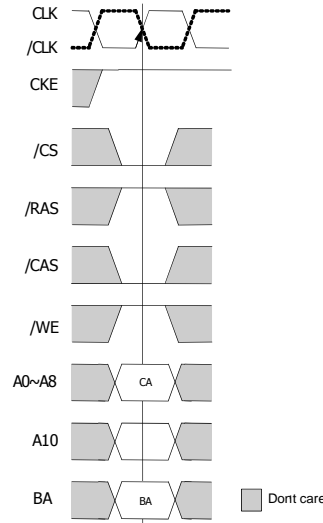 CLK
/CLK
CKE
/CS
/RAS
/CAS
/WE
A0~A8
CA
A10
BA
BA
Dont care